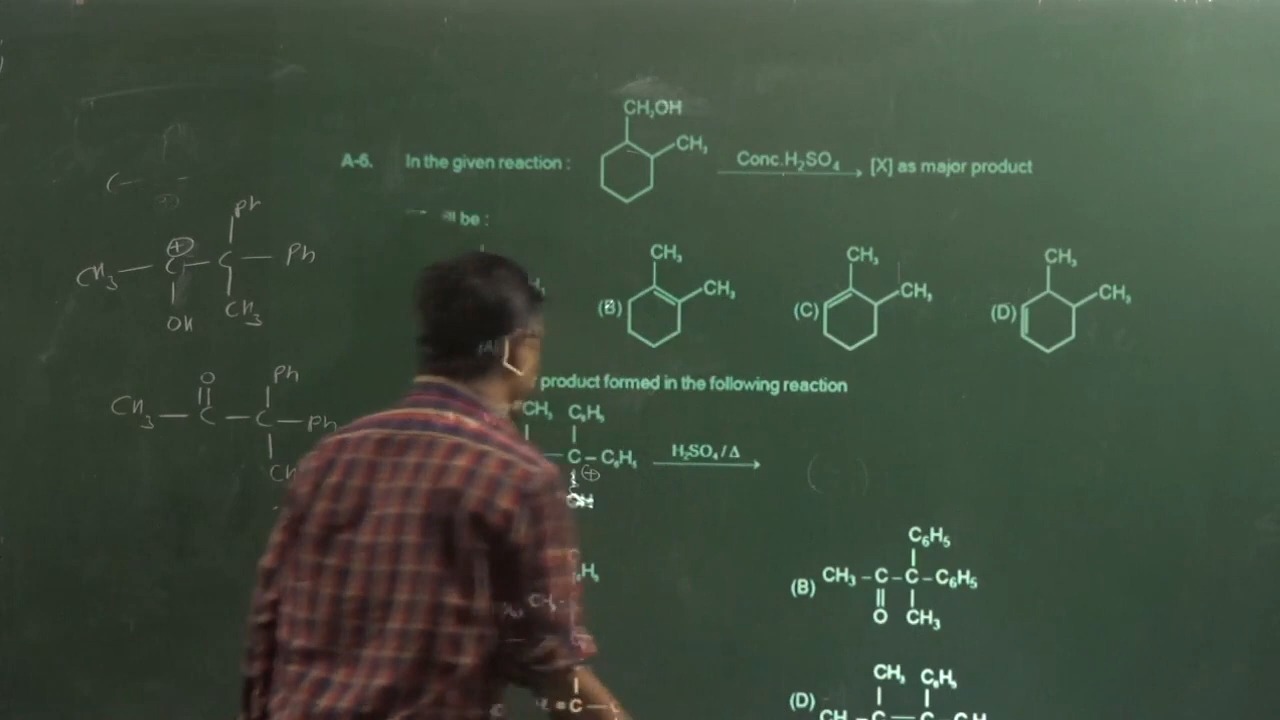 CH₂OH
CH₃
A-6. In the given reaction : Conc.H₂SO₄ [X] as major product
be :
CH₃ CH₃ CH₃
(B) CH₃ (C) CH₃ (D) CH₃
product formed in the following reaction
CH₃ C₆H₅
C–C₆H₅ H₂SO₄ / Δ
⊕
OH
C₆H₅
(B) CH₃–C–C–C₆H₅
O CH₃
CH₃ C₆H₅
(D)
Ph
⊕
CH₃—C—C—Ph
OH CH₃
O Ph
CH₃—C—C—Ph